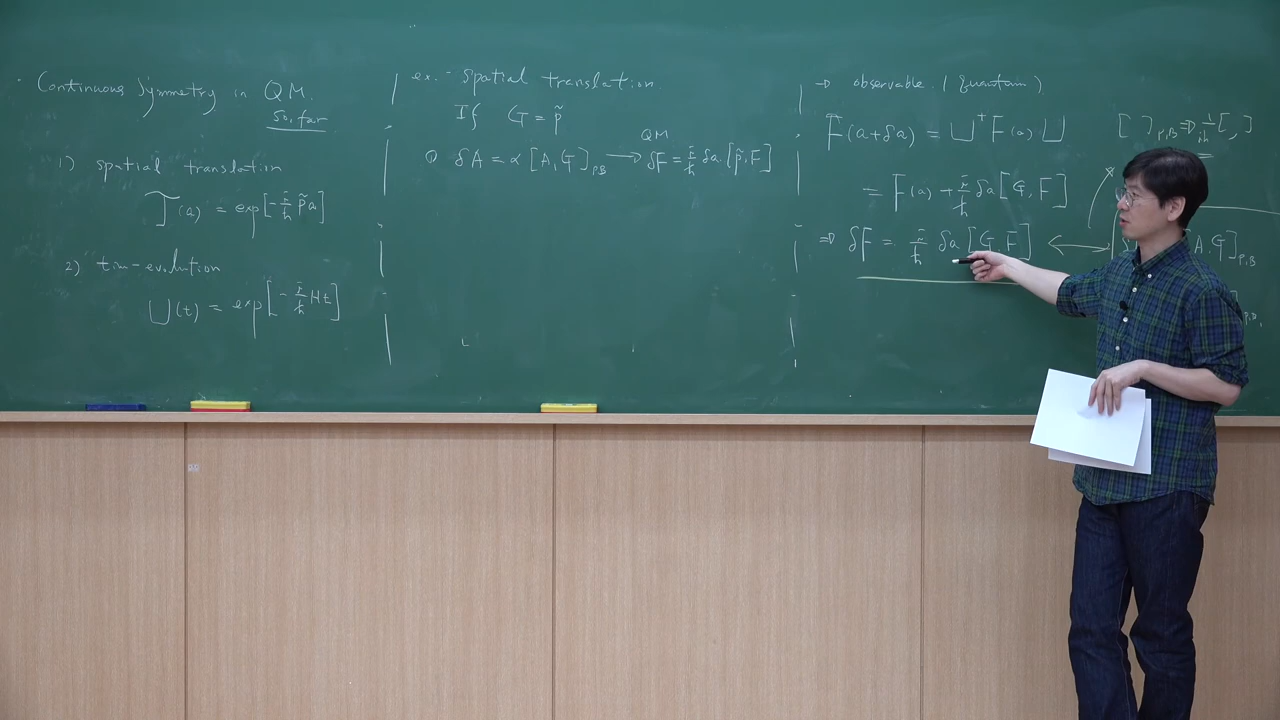 · Continuous Symmetry in QM.
So, far
1) spatial translation
T(a) = exp[-i/ħ p̃a]
2) tim-evolution
U(t) = exp[-i/ħ Ht]
ex. - spatial translation.
If G = p̃
① δA = α [A, G]P.B → QM δF = i/ħ δa [p̃, F]
→ observable. (Quantum)
F(a+δa) = U†F(a) U
= F(a) + i/ħ δa [G, F]
⇒ δF = i/ħ δa [G, F] ↔
[ ]P.B ⇒ 1/iħ [ , ]
A, G]P.B
]P.B.